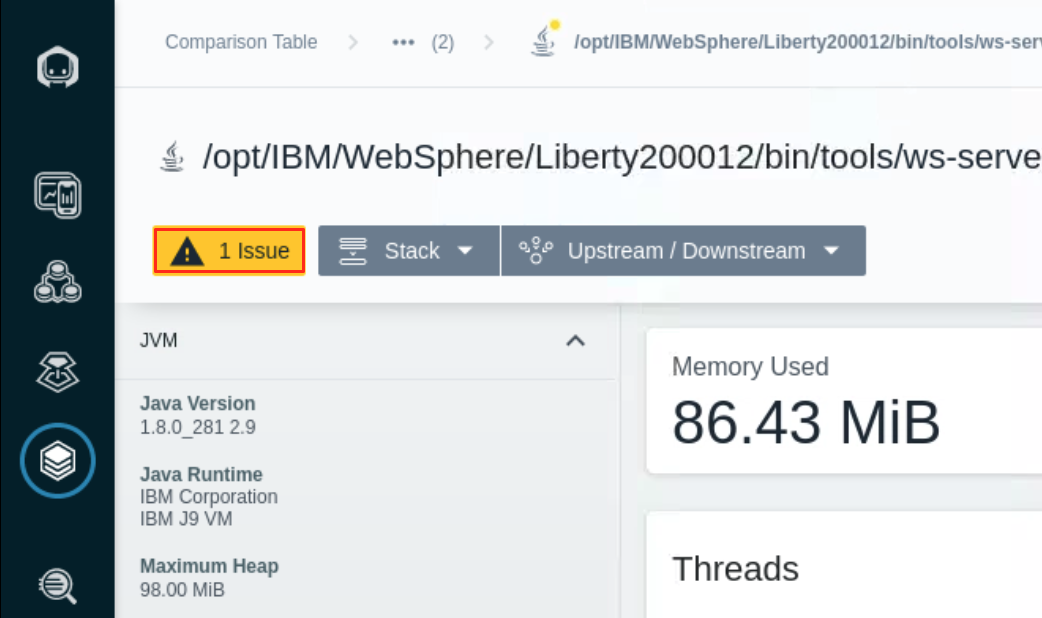 Comparison Table > ••• (2) > /opt/IBM/WebSphere/Liberty200012/bin/tools/ws-ser
/opt/IBM/WebSphere/Liberty200012/bin/tools/ws-serve
1 Issue Stack Upstream / Downstream
JVM
Java Version
1.8.0_281 2.9
Java Runtime
IBM Corporation
IBM J9 VM
Maximum Heap
98.00 MiB
Memory Used
86.43 MiB
Threads